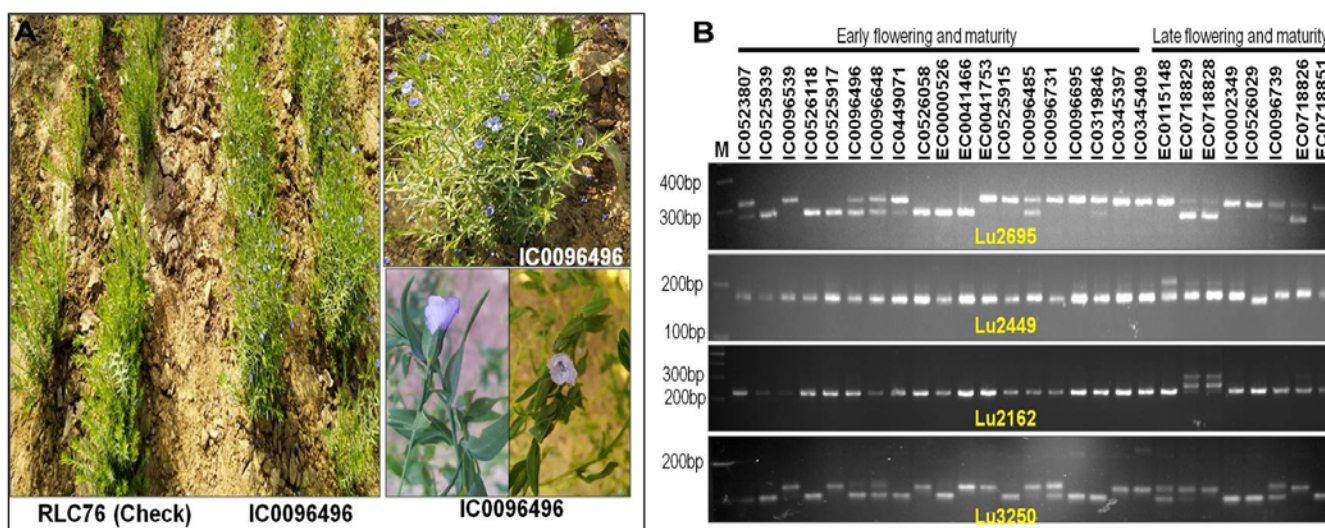 A
RLC76 (Check)
IC0096496
IC0096496
IC0096496
B
Early flowering and maturity
Late flowering and maturity
M
IC0523807
IC0525939
IC0096539
IC0526118
IC0525917
IC0096496
IC0096648
IC0449071
IC0526058
EC0000526
EC0041466
EC0041753
IC0525915
IC0096485
IC0096731
IC0096695
IC0319846
IC0345397
IC0345409
EC0115148
EC0718829
EC0718828
IC0002349
IC0526029
IC0096739
EC0718826
EC0718851
400bp
300bp
Lu2695
200bp
100bp
Lu2449
300bp
200bp
Lu2162
200bp
Lu3250